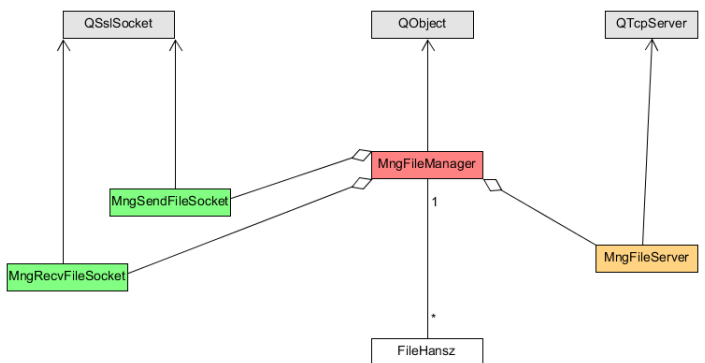 QSslSocket
QObject
QTcpServer
MngFileManager
MngSendFileSocket
1
MngFileServer
MngRecvFileSocket
*
FileHansz